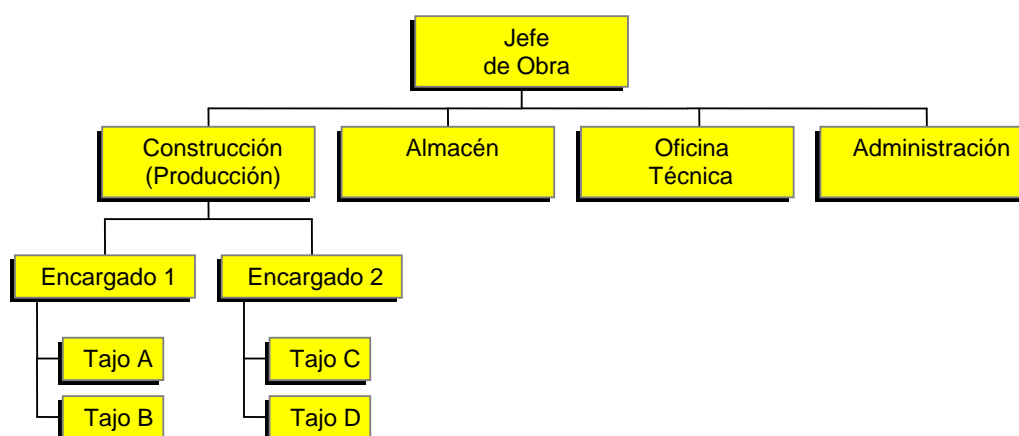 Jefe
de Obra
Construcción
(Producción)
Almacén
Oficina
Técnica
Administración
Encargado 1
Encargado 2
Tajo A
Tajo C
Tajo B
Tajo D